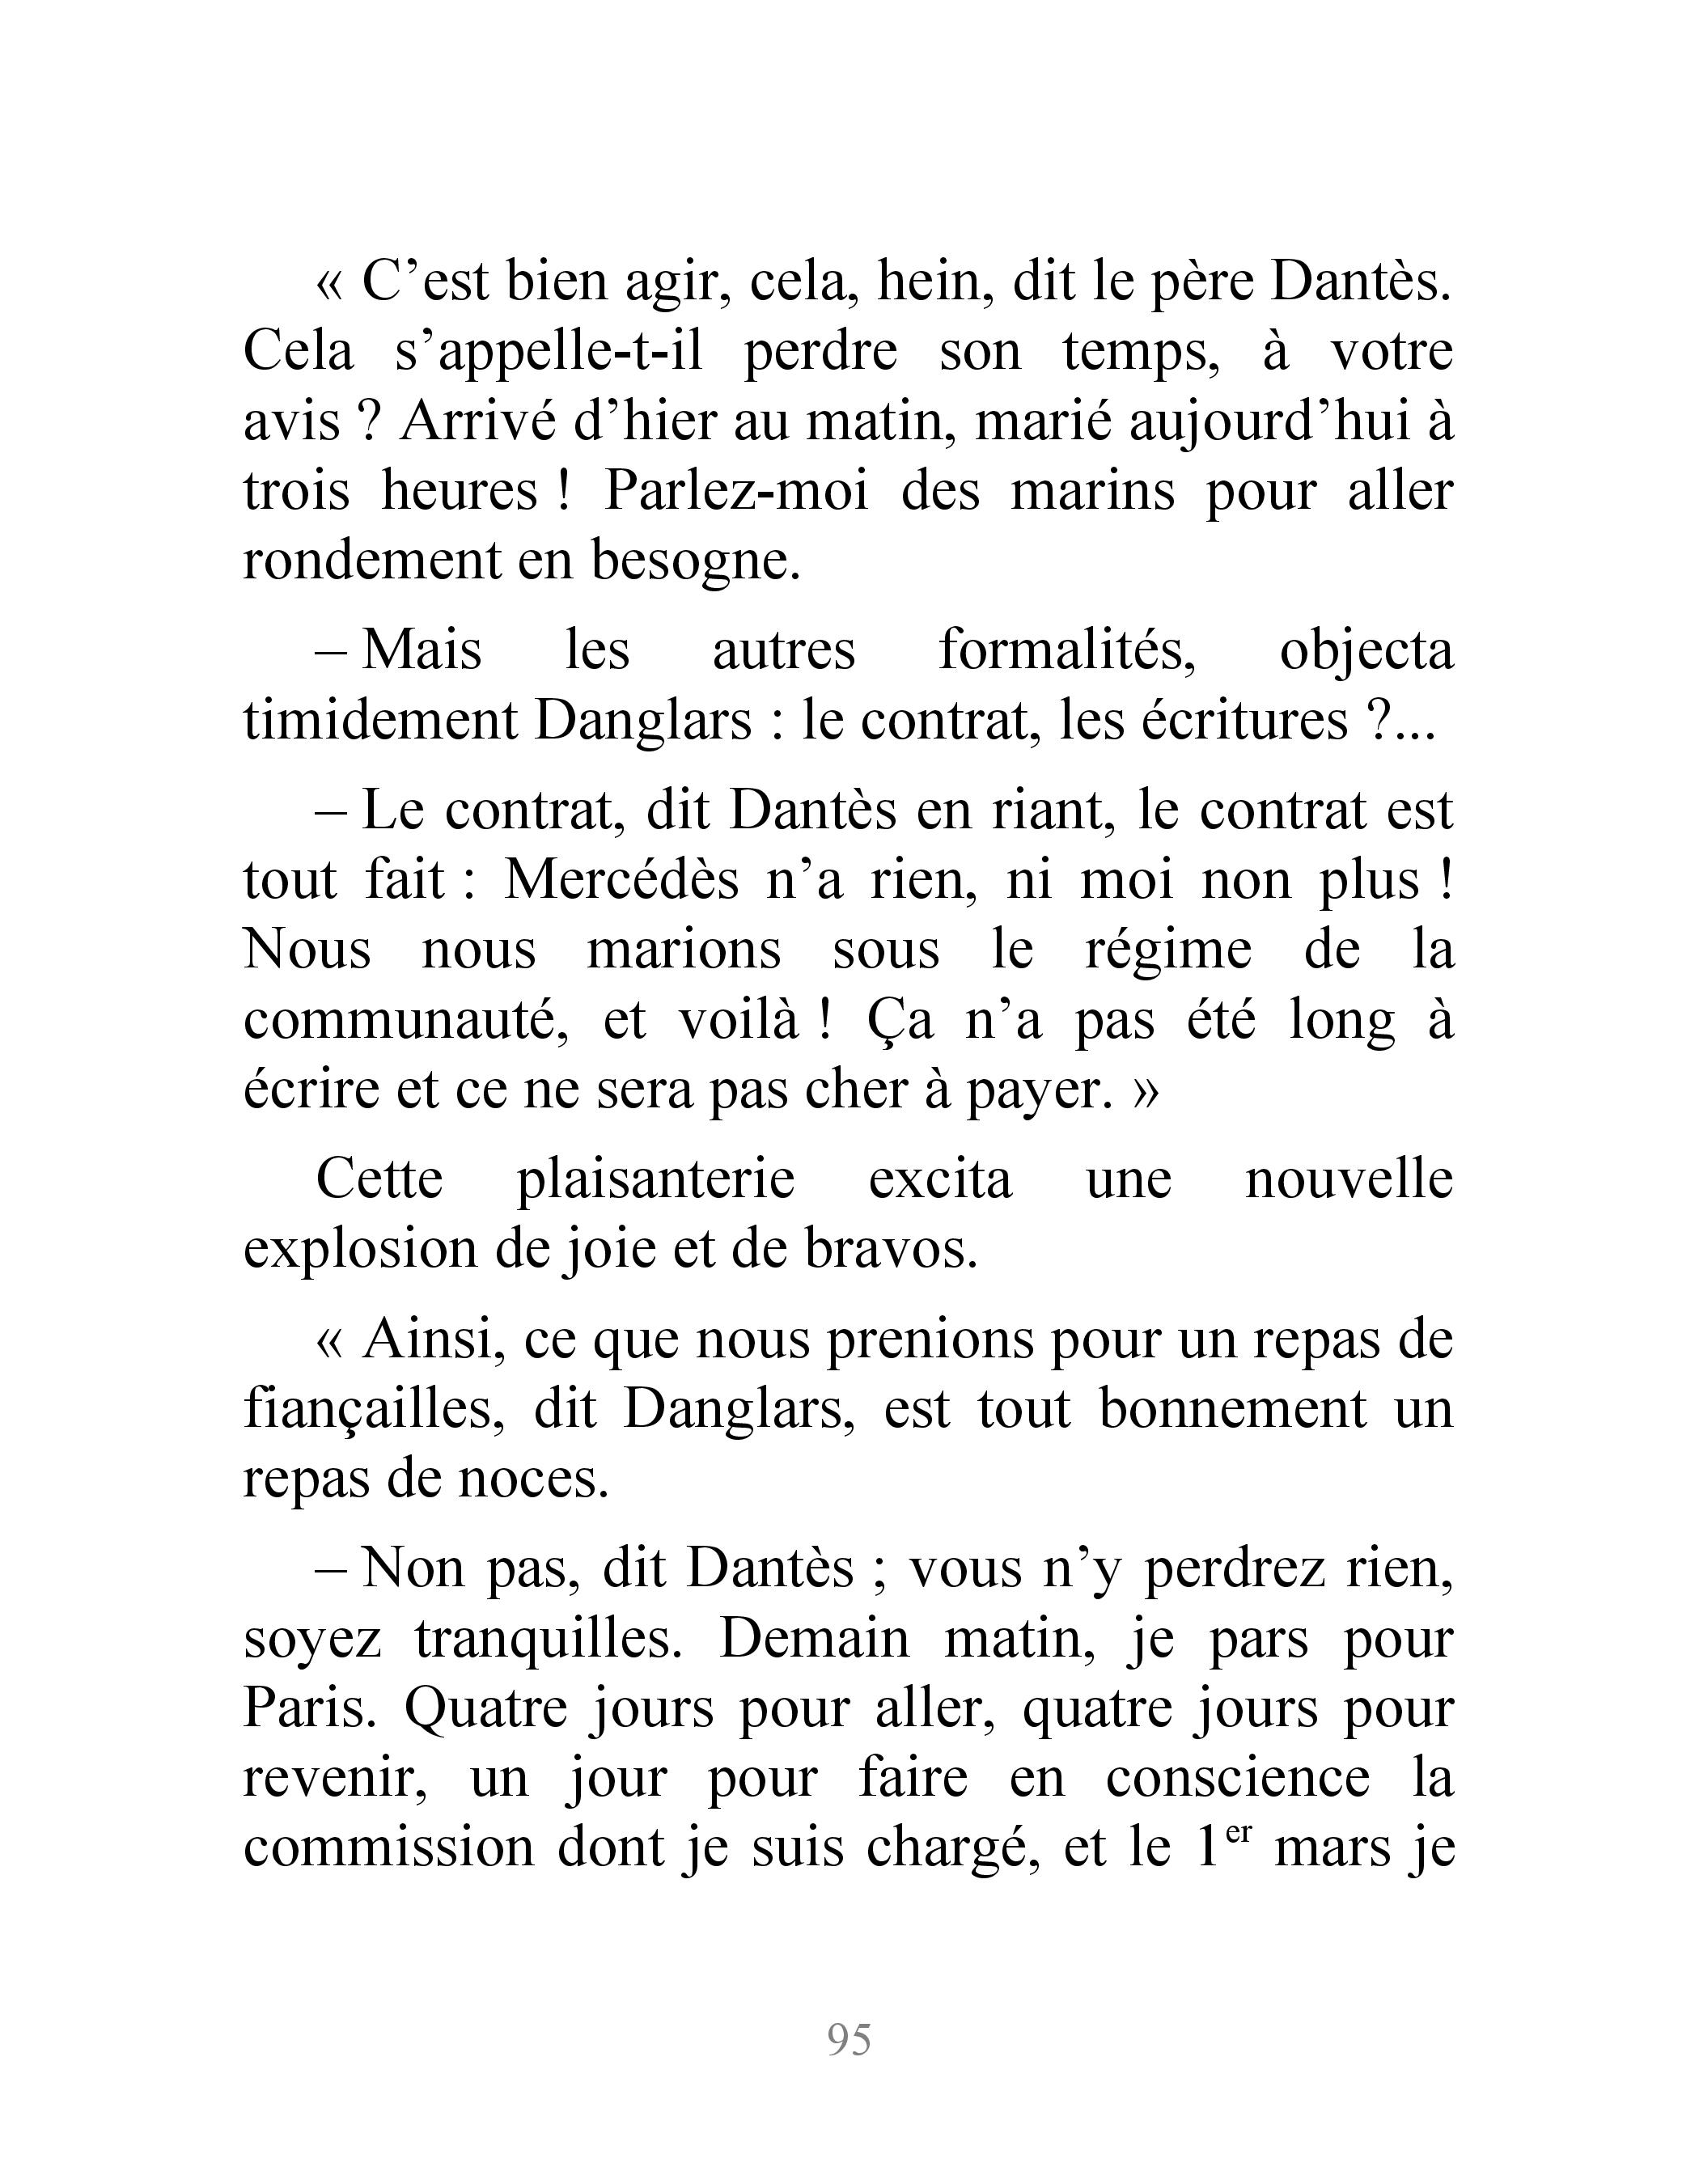 « C’est bien agir, cela, hein, dit le père Dantès.
Cela s’appelle-t-il perdre son temps, à votre
avis ? Arrivé d’hier au matin, marié aujourd’hui à
trois heures ! Parlez-moi des marins pour aller
rondement en besogne.
– Mais les autres formalités, objecta
timidement Danglars : le contrat, les écritures ?...
– Le contrat, dit Dantès en riant, le contrat est
tout fait : Mercédès n’a rien, ni moi non plus !
Nous nous marions sous le régime de la
communauté, et voilà ! Ça n’a pas été long à
écrire et ce ne sera pas cher à payer. »
Cette plaisanterie excita une nouvelle
explosion de joie et de bravos.
« Ainsi, ce que nous prenions pour un repas de
fiançailles, dit Danglars, est tout bonnement un
repas de noces.
– Non pas, dit Dantès ; vous n’y perdrez rien,
soyez tranquilles. Demain matin, je pars pour
Paris. Quatre jours pour aller, quatre jours pour
revenir, un jour pour faire en conscience la
commission dont je suis chargé, et le 1er mars je
95